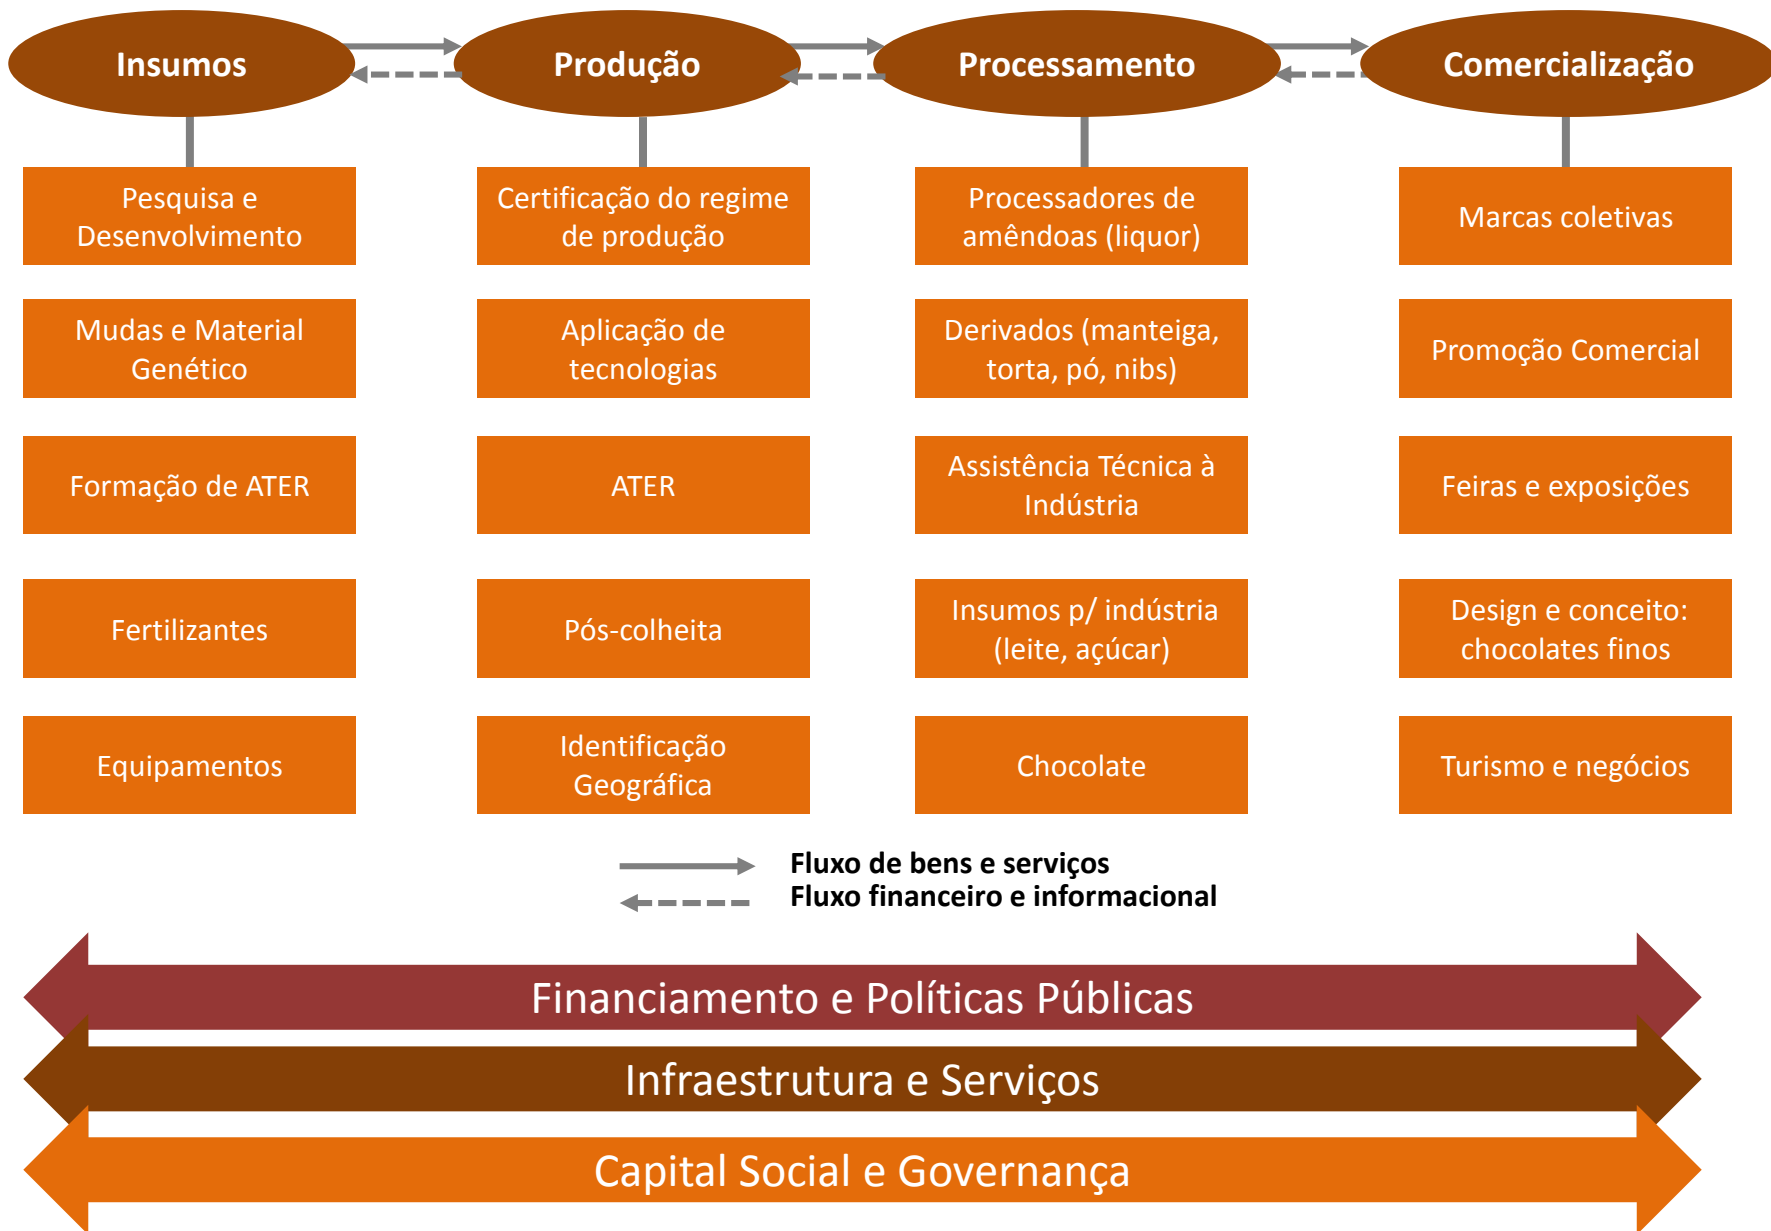 Insumos
Produção
Processamento
Comercialização
Pesquisa e
Desenvolvimento
Certificação do regime
de produção
Processadores de
amêndoas (liquor)
Marcas coletivas
Mudas e Material
Genético
Aplicação de
tecnologias
Derivados (manteiga,
torta, pó, nibs)
Promoção Comercial
Formação de ATER
ATER
Assistência Técnica à
Indústria
Feiras e exposições
Fertilizantes
Pós-colheita
Insumos p/ indústria
(leite, açúcar)
Design e conceito:
chocolates finos
Equipamentos
Identificação
Geográfica
Chocolate
Turismo e negócios
Fluxo de bens e serviços
Fluxo financeiro e informacional
Financiamento e Políticas Públicas
Infraestrutura e Serviços
Capital Social e Governança